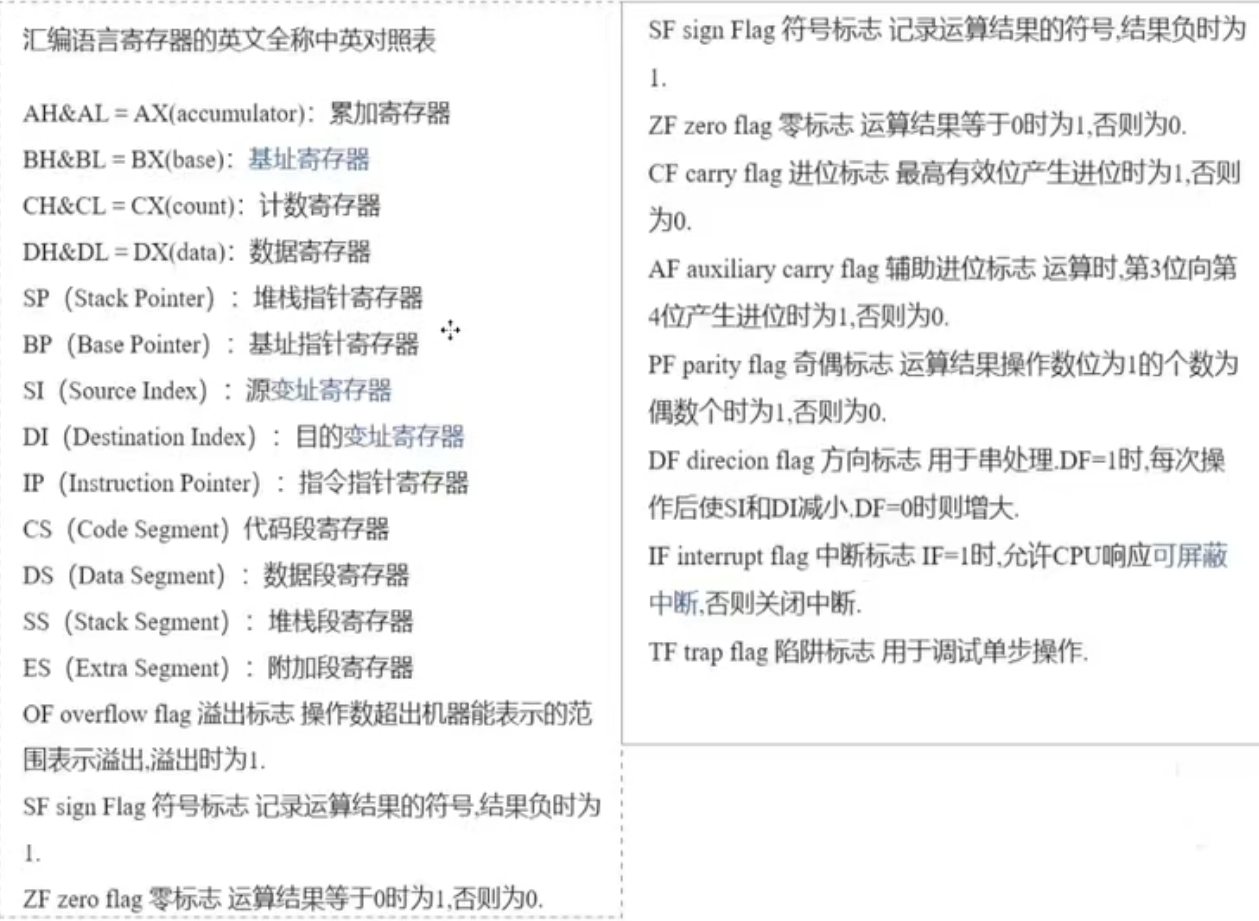 汇编语言寄存器的英文全称中英对照表
AH&AL = AX(accumulator)：累加寄存器
BH&BL = BX(base)：基址寄存器
CH&CL = CX(count)：计数寄存器
DH&DL = DX(data)：数据寄存器
SP（Stack Pointer）：堆栈指针寄存器
BP（Base Pointer）：基址指针寄存器
SI（Source Index）：源变址寄存器
DI（Destination Index）：目的变址寄存器
IP（Instruction Pointer）：指令指针寄存器
CS（Code Segment）代码段寄存器
DS（Data Segment）：数据段寄存器
SS（Stack Segment）：堆栈段寄存器
ES（Extra Segment）：附加段寄存器
OF overflow flag 溢出标志 操作数超出机器能表示的范
围表示溢出,溢出时为1.
SF sign Flag 符号标志 记录运算结果的符号,结果负时为
1.
ZF zero flag 零标志 运算结果等于0时为1,否则为0.
SF sign Flag 符号标志 记录运算结果的符号,结果负时为
1.
ZF zero flag 零标志 运算结果等于0时为1,否则为0.
CF carry flag 进位标志 最高有效位产生进位时为1,否则
为0.
AF auxiliary carry flag 辅助进位标志 运算时,第3位向第
4位产生进位时为1,否则为0.
PF parity flag 奇偶标志 运算结果操作数位为1的个数为
偶数个时为1,否则为0.
DF direcion flag 方向标志 用于串处理.DF=1时,每次操
作后使SI和DI减小.DF=0时则增大.
IF interrupt flag 中断标志 IF=1时,允许CPU响应可屏蔽
中断,否则关闭中断.
TF trap flag 陷阱标志 用于调试单步操作.